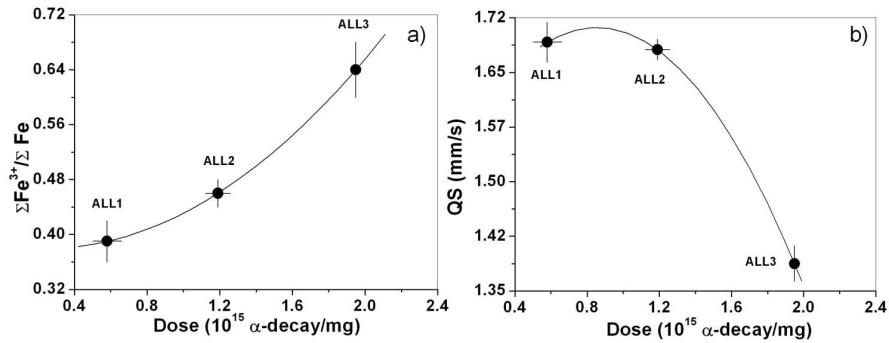 0.72
0.64
0.56
0.48
0.40
0.32
ΣFe³⁺/Σ Fe
a)
ALL3
ALL2
ALL1
0.4 0.8 1.2 1.6 2.0 2.4
Dose (10¹⁵ α-decay/mg)
1.72
1.65
1.57
1.50
1.42
1.35
QS (mm/s)
b)
ALL1
ALL2
ALL3
0.4 0.8 1.2 1.6 2.0 2.4
Dose (10¹⁵ α-decay/mg)